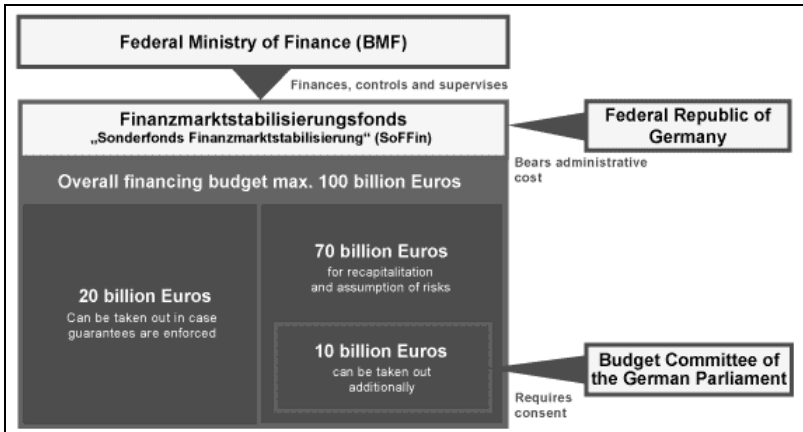 Federal Ministry of Finance (BMF)
Finances, controls and supervises
Finanzmarktstabilisierungsfonds
„Sonderfonds Finanzmarktstabilisierung“ (SoFFin)
Federal Republic of
Germany
Bears administrative
cost
Overall financing budget max. 100 billion Euros
20 billion Euros
Can be taken out in case
guarantees are enforced
70 billion Euros
for recapitalitation
and assumption of risks
10 billion Euros
can be taken out
additionally
Budget Committee of
the German Parliament
Requires
consent